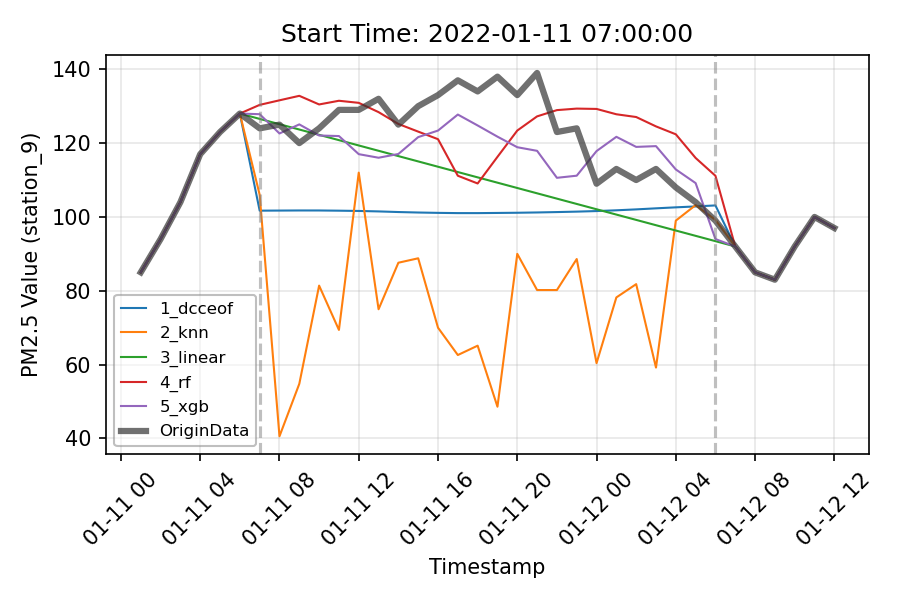 Start Time: 2022-01-11 07:00:00
PM2.5 Value (station_9)
140
120
100
80
60
40
1_dcceof
2_knn
3_linear
4_rf
5_xgb
OriginData
01-11 00
01-11 04
01-11 08
01-11 12
01-11 16
01-11 20
01-12 00
01-12 04
01-12 08
01-12 12
Timestamp